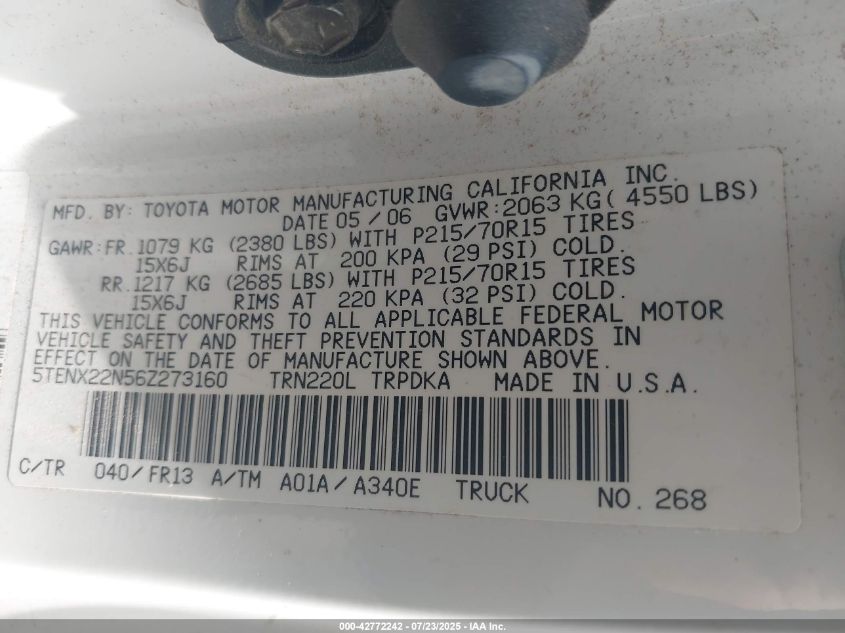 MFD. BY: TOYOTA MOTOR MANUFACTURING CALIFORNIA INC.
DATE 05 / 06 GVWR: 2063 KG ( 4550 LBS)
GAWR: FR. 1079 KG (2380 LBS) WITH P215/70R15 TIRES
15X6J RIMS AT 200 KPA (29 PSI) COLD.
RR. 1217 KG (2685 LBS) WITH P215/70R15 TIRES
15X6J RIMS AT 220 KPA (32 PSI) COLD.
THIS VEHICLE CONFORMS TO ALL APPLICABLE FEDERAL MOTOR
VEHICLE SAFETY AND THEFT PREVENTION STANDARDS IN
EFFECT ON THE DATE OF MANUFACTURE SHOWN ABOVE.
5TENX22N56Z273160 TRN220L TRPDKA MADE IN U.S.A.
C/TR 040/FR13 A/TM A01A/A340E TRUCK NO. 268
000-42772242 - 07/23/2025 - IAA Inc.